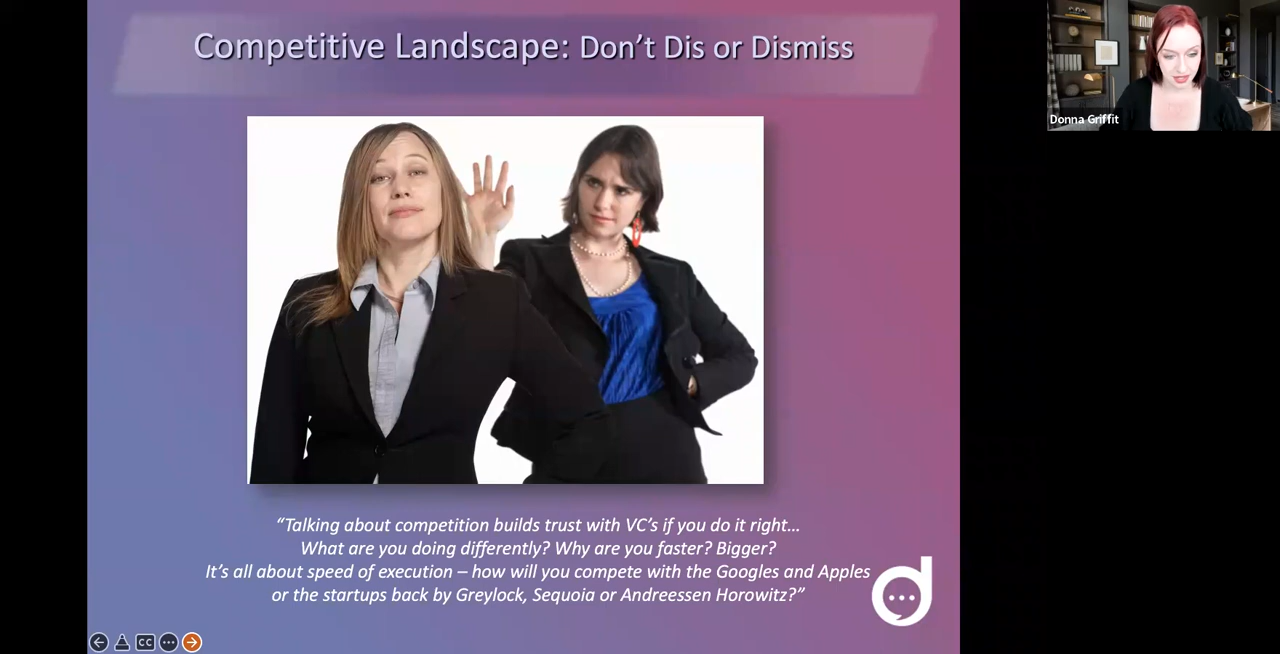 Competitive Landscape: Don't Dis or Dismiss
Donna Griffit
“Talking about competition builds trust with VC's if you do it right...
What are you doing differently? Why are you faster? Bigger?
It's all about speed of execution – how will you compete with the Googles and Apples
or the startups back by Greylock, Sequoia or Andreessen Horowitz?”
CC